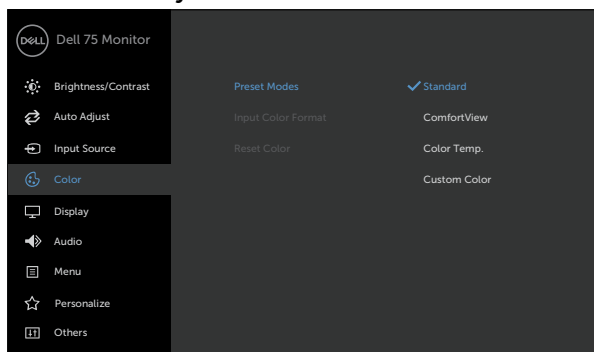 DELL
Dell 75 Monitor
Brightness/Contrast
Auto Adjust
Input Source
Color
Display
Audio
Menu
Personalize
Others
Preset Modes
Input Color Format
Reset Color
Standard
ComfortView
Color Temp.
Custom Color